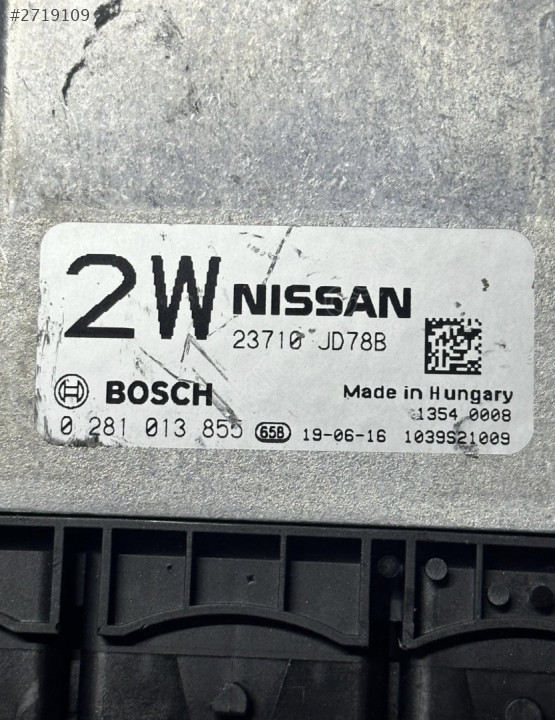 #2719109
2W NISSAN
23710 JD78B
BOSCH Made in Hungary
1354 0008
0 281 013 855 65B 19-06-16 1039S21009